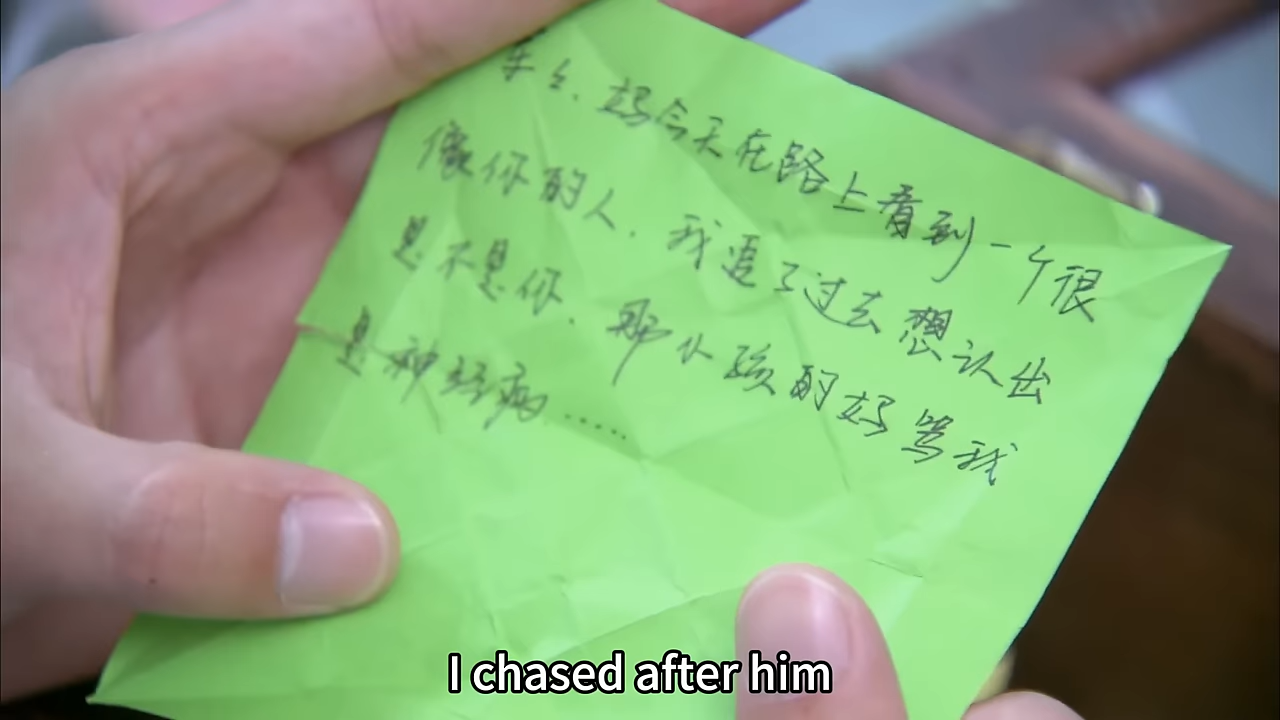 妈今天在路上看到一个很
像你的人，我追了过去想认出
是不是你，那小孩的妈骂我
是神经病……
I chased after him